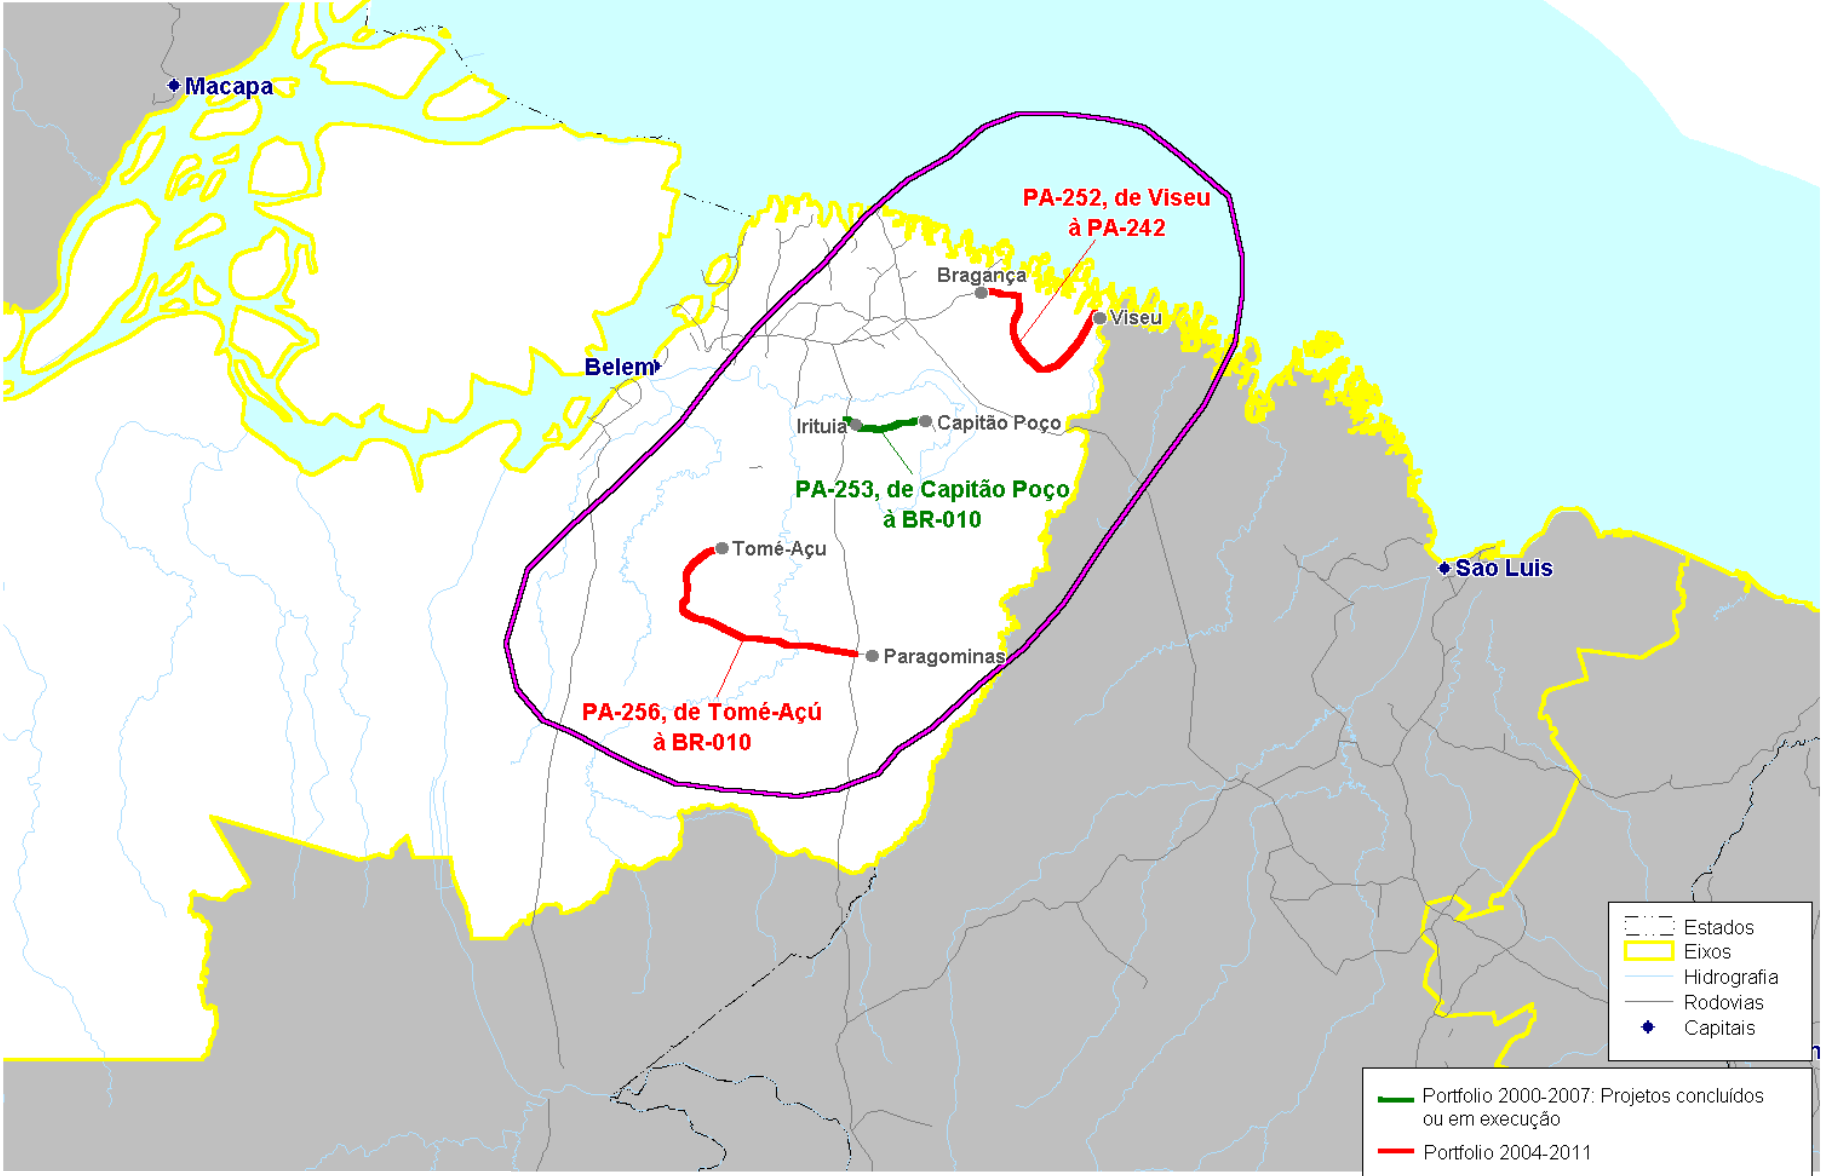 Macapa
PA-252, de Viseu
à PA-242
Bragança
Viseu
Belem
Irituia
Capitão Poço
PA-253, de Capitão Poço
à BR-010
Tomé-Açu
Sao Luis
Paragominas
PA-256, de Tomé-Açú
à BR-010
Estados
Eixos
Hidrografia
Rodovias
Capitais
Portfolio 2000-2007: Projetos concluídos
ou em execução
Portfolio 2004-2011